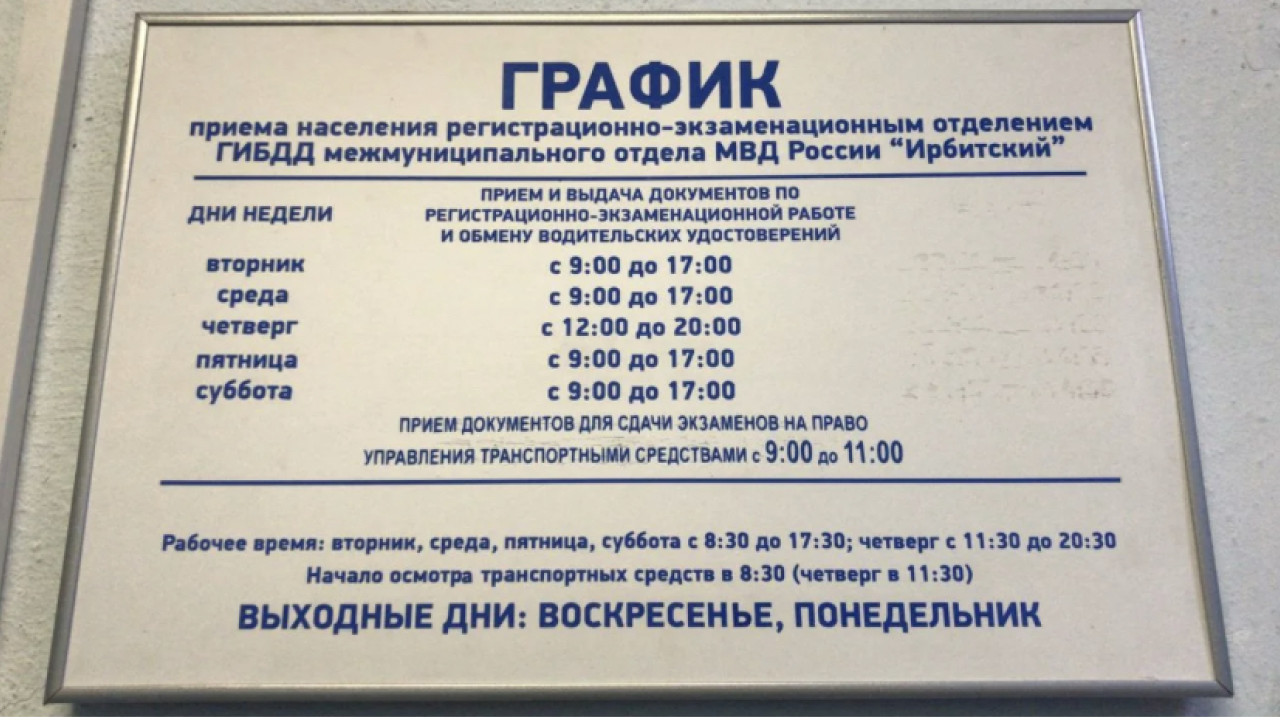 ГРАФИК
приема населения регистрационно-экзаменационным отделением
ГИБДД межмуниципального отдела МВД России “Ирбитский”
ДНИ НЕДЕЛИ
ПРИЕМ И ВЫДАЧА ДОКУМЕНТОВ ПО
РЕГИСТРАЦИОННО-ЭКЗАМЕНАЦИОННОЙ РАБОТЕ
И ОБМЕНУ ВОДИТЕЛЬСКИХ УДОСТОВЕРЕНИЙ
вторник с 9:00 до 17:00
среда с 9:00 до 17:00
четверг с 12:00 до 20:00
пятница с 9:00 до 17:00
суббота с 9:00 до 17:00
ПРИЕМ ДОКУМЕНТОВ ДЛЯ СДАЧИ ЭКЗАМЕНОВ НА ПРАВО
УПРАВЛЕНИЯ ТРАНСПОРТНЫМИ СРЕДСТВАМИ с 9:00 до 11:00
Рабочее время: вторник, среда, пятница, суббота с 8:30 до 17:30; четверг с 11:30 до 20:30
Начало осмотра транспортных средств в 8:30 (четверг в 11:30)
ВЫХОДНЫЕ ДНИ: ВОСКРЕСЕНЬЕ, ПОНЕДЕЛЬНИК